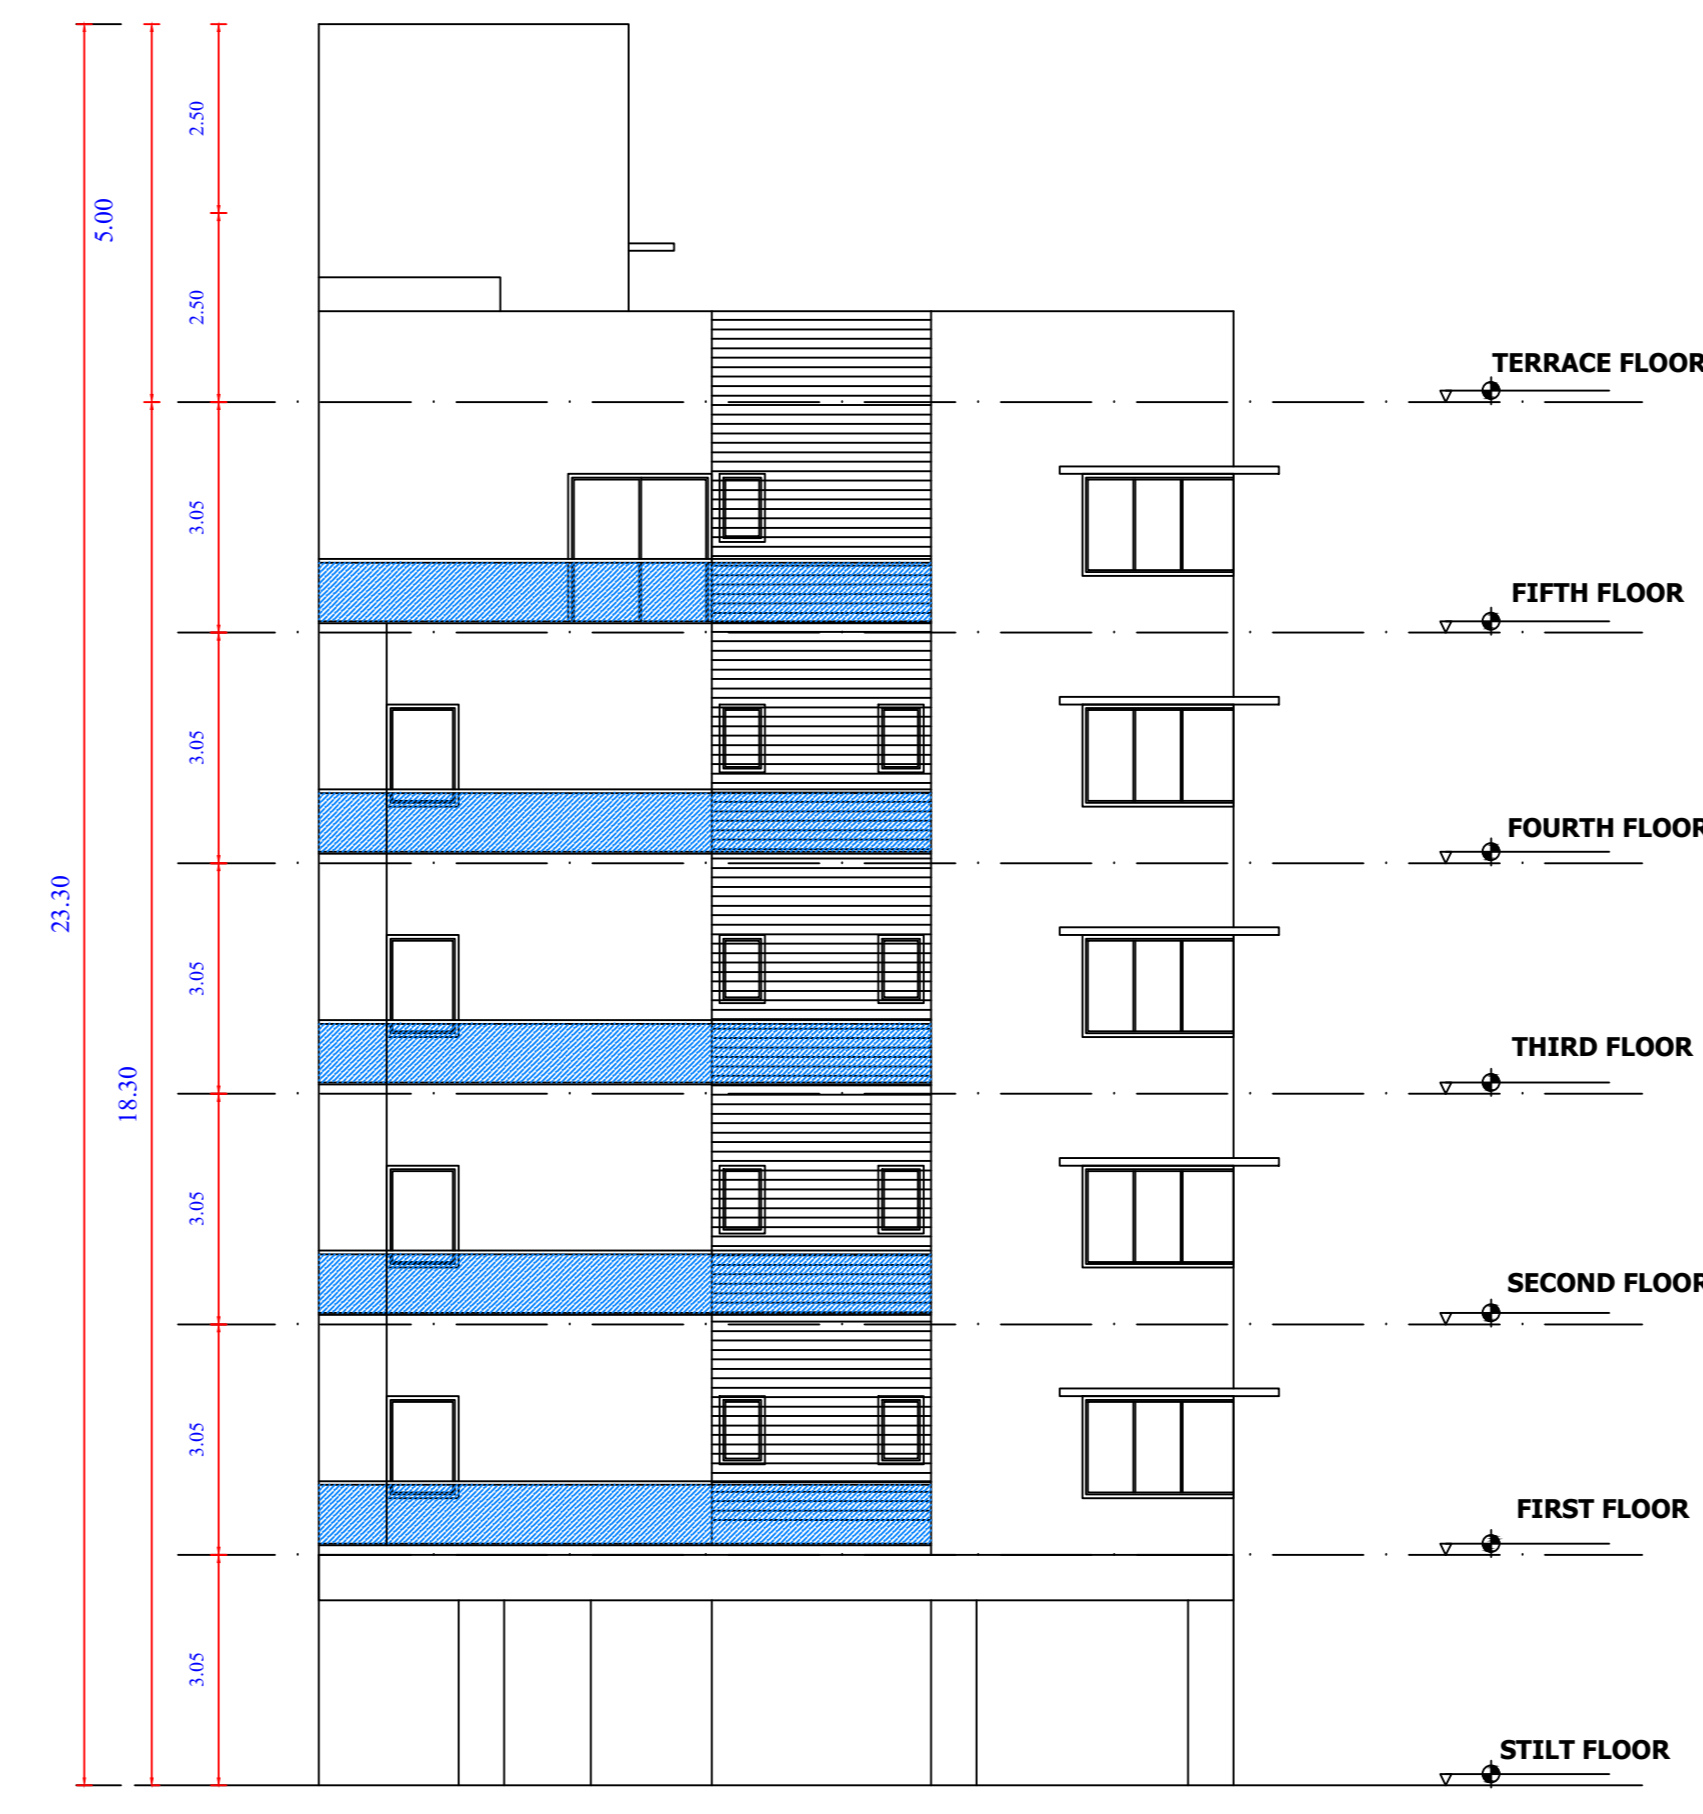 2.50
5.00
2.50
TERRACE FLOOR
3.05
FIFTH FLOOR
3.05
FOURTH FLOOR
23.30
3.05
THIRD FLOOR
18.30
3.05
SECOND FLOOR
3.05
FIRST FLOOR
3.05
STILT FLOOR